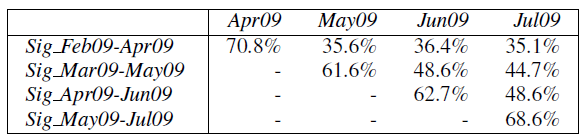 Apr09 May09 Jun09 Jul09
Sig_Feb09-Apr09 70.8% 35.6% 36.4% 35.1%
Sig_Mar09-May09 - 61.6% 48.6% 44.7%
Sig_Apr09-Jun09 - - 62.7% 48.6%
Sig_May09-Jul09 - - - 68.6%